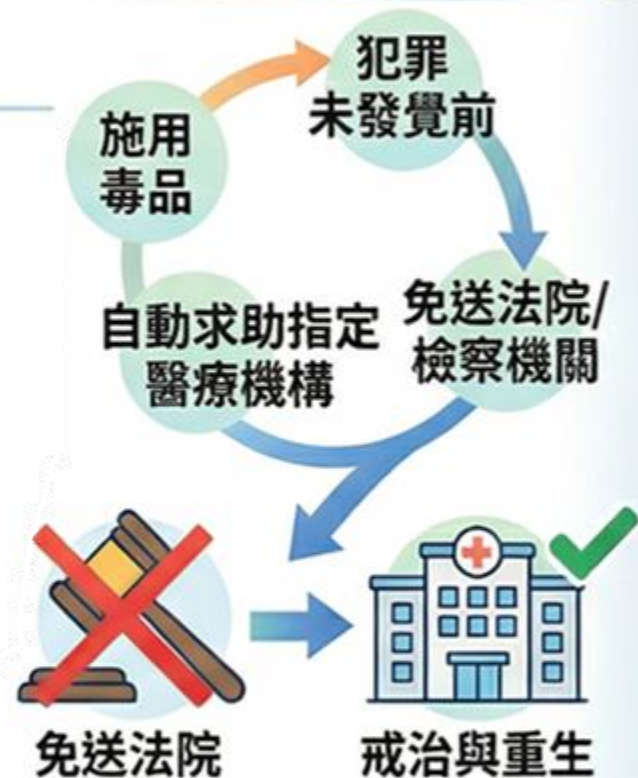 施用
毒品
犯罪
未發覺前
自動求助指定
醫療機構
免送法院/
檢察機關
免送法院
戒治與重生